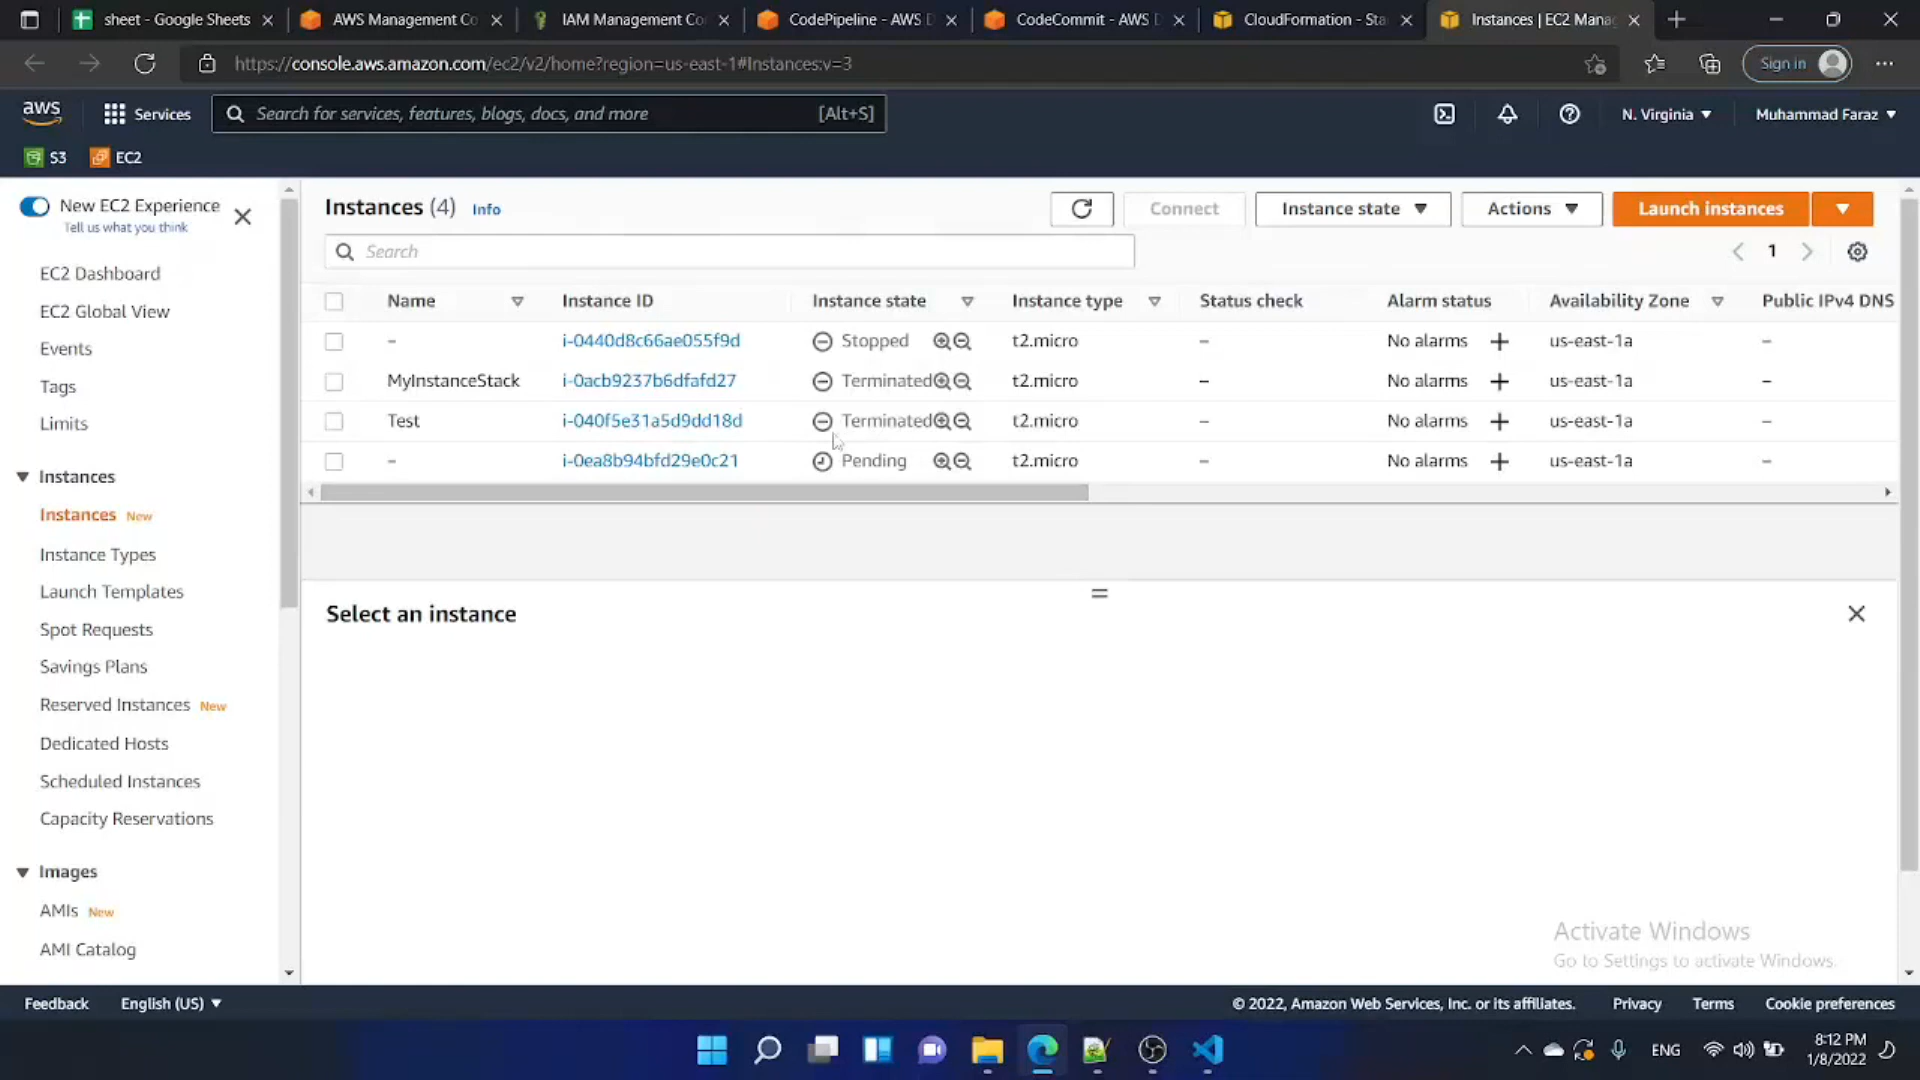 sheet - Google Sheets
AWS Management Co
IAM Management Co
CodePipeline - AWS D
CodeCommit - AWS D
CloudFormation - Sta
Instances | EC2 Mana
https://console.aws.amazon.com/ec2/v2/home?region=us-east-1#Instances:v=3
Sign in
aws
Services
Search for services, features, blogs, docs, and more
[Alt+S]
N. Virginia
Muhammad Faraz
S3
EC2
New EC2 Experience
Tell us what you think
EC2 Dashboard
EC2 Global View
Events
Tags
Limits
Instances
Instances New
Instance Types
Launch Templates
Spot Requests
Savings Plans
Reserved Instances New
Dedicated Hosts
Scheduled Instances
Capacity Reservations
Images
AMIs New
AMI Catalog
Instances (4) Info
Connect
Instance state
Actions
Launch instances
Search
1
Name Instance ID Instance state Instance type Status check Alarm status Availability Zone Public IPv4 DNS
– i-0440d8c66ae055f9d Stopped t2.micro – No alarms + us-east-1a –
MyInstanceStack i-0acb9237b6dfafd27 Terminated t2.micro – No alarms + us-east-1a –
Test i-040f5e31a5d9dd18d Terminated t2.micro – No alarms + us-east-1a –
– i-0ea8b94bfd29e0c21 Pending t2.micro – No alarms + us-east-1a –
Select an instance
Activate Windows
Go to Settings to activate Windows.
Feedback
English (US)
© 2022, Amazon Web Services, Inc. or its affiliates.
Privacy
Terms
Cookie preferences
ENG
8:12 PM
1/8/2022